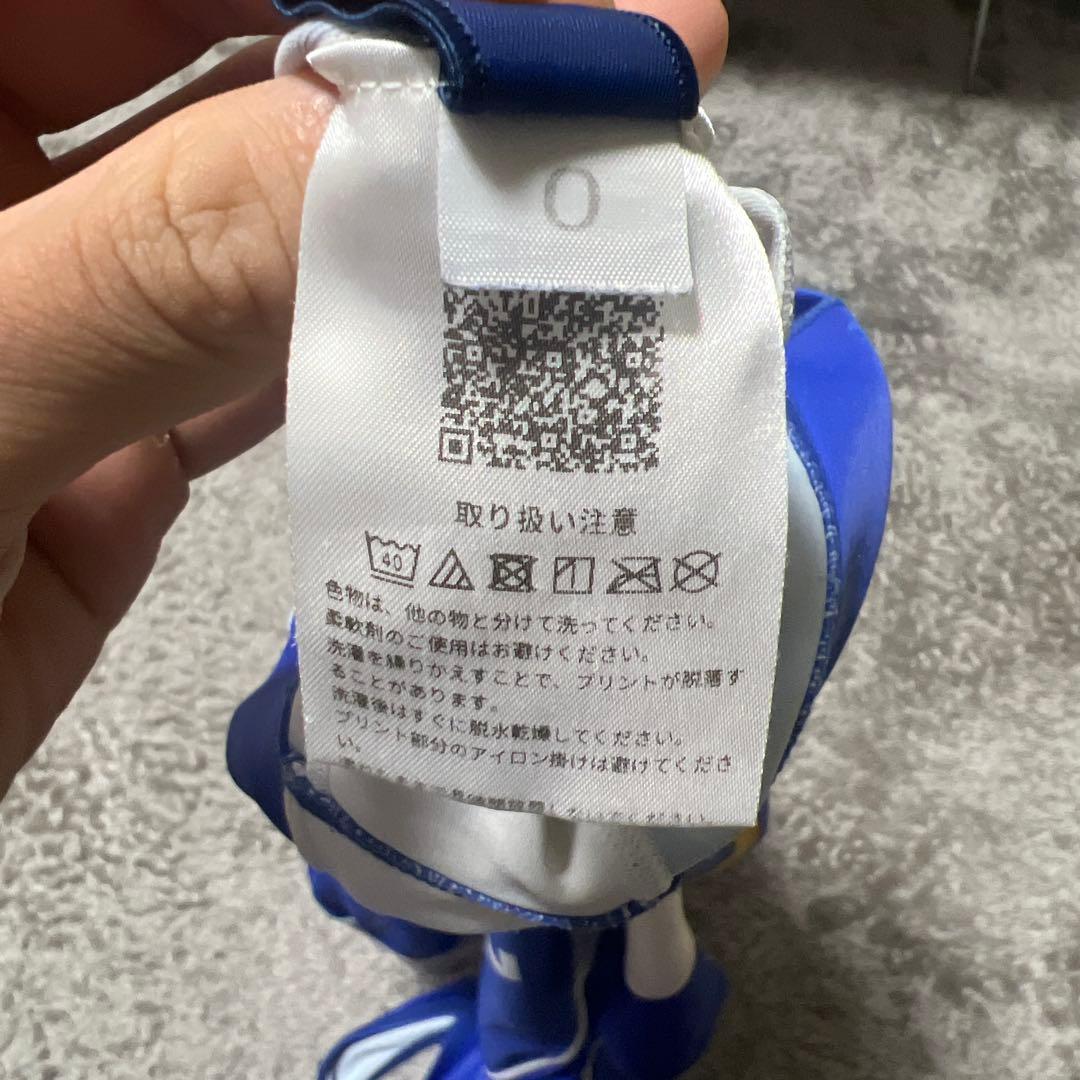 0
取り扱い注意
40
色物は、他の物と分けて洗ってください。
柔軟剤のご使用はお避けください。
洗濯を繰りかえすことで、プリントが脱落す
ることがあります。
洗濯後はすぐに脱水乾燥してください。
プリント部分のアイロン掛けは避けてくださ
い。